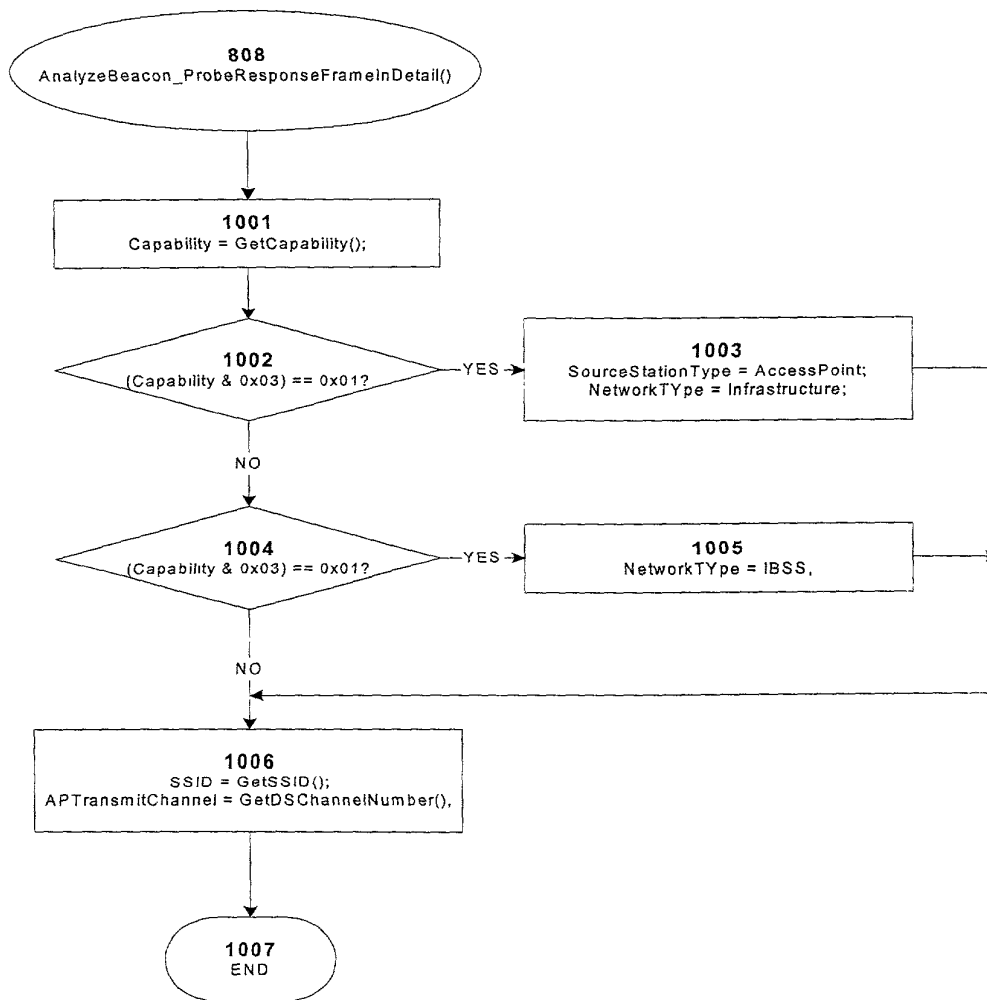 808
AnalyzeBeacon_ProbeResponseFrameInDetail()
1001
Capability = GetCapability();
1002
(Capability & 0x03) == 0x01?
YES
1003
SourceStationType = AccessPoint;
NetworkTYpe = Infrastructure;
NO
1004
(Capability & 0x03) == 0x01?
YES
1005
NetworkTYpe = IBSS,
NO
1006
SSID = GetSSID();
APTransmitChannel = GetDSChannelNumber(),
1007
END